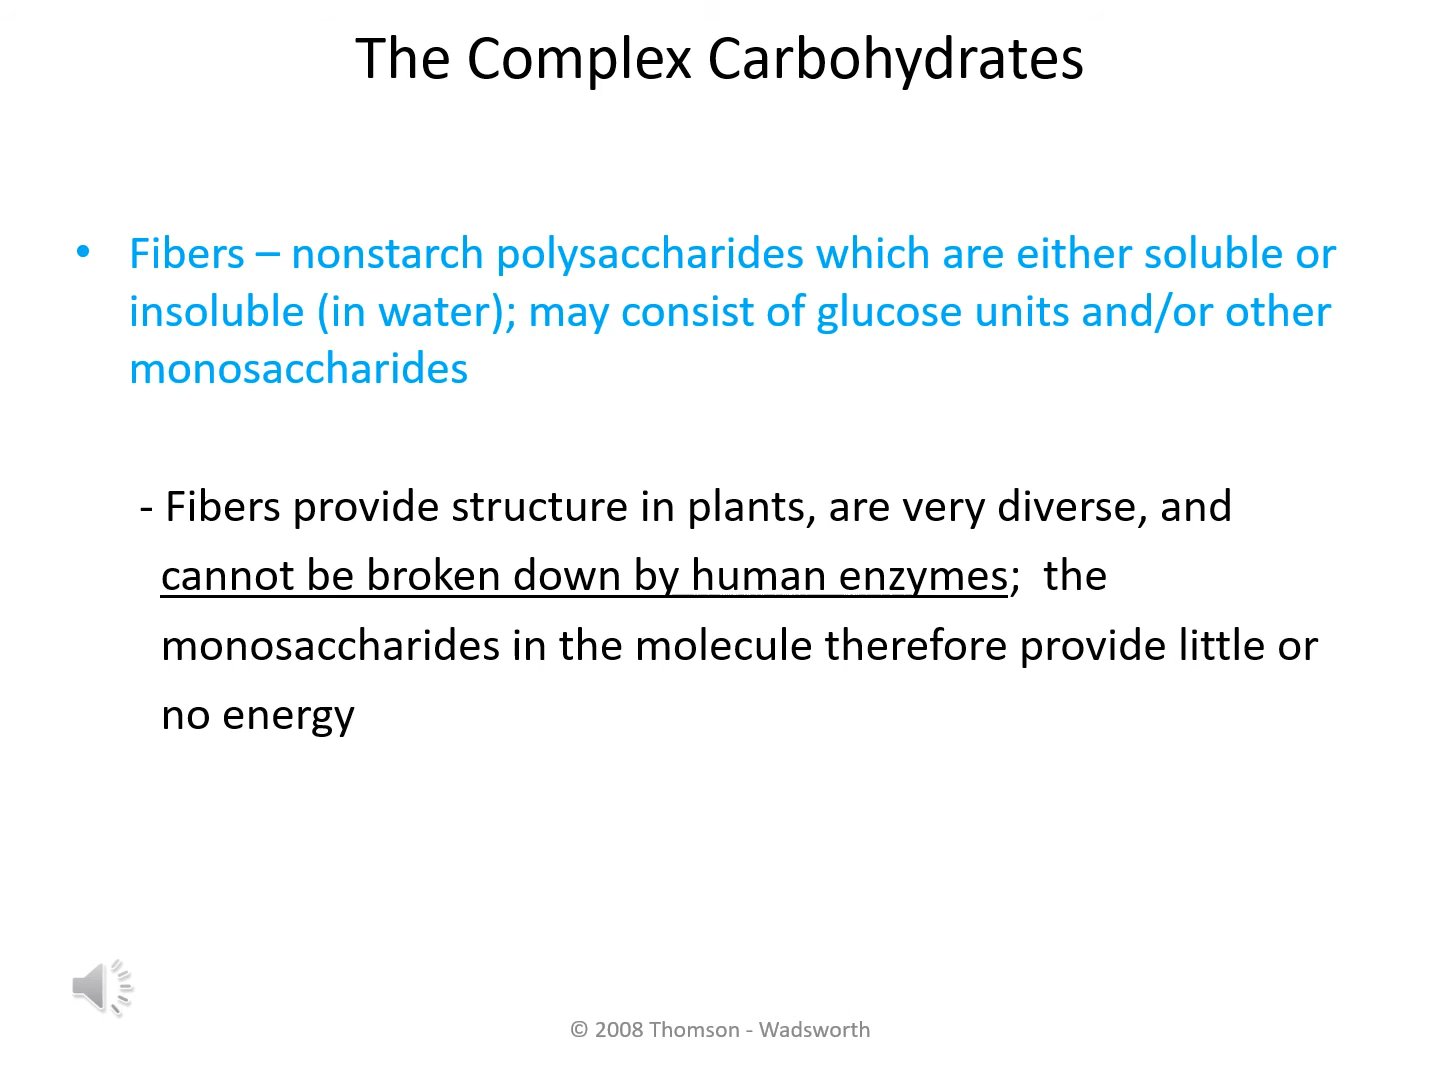 The Complex Carbohydrates
• Fibers – nonstarch polysaccharides which are either soluble or
insoluble (in water); may consist of glucose units and/or other
monosaccharides
- Fibers provide structure in plants, are very diverse, and
cannot be broken down by human enzymes;  the
monosaccharides in the molecule therefore provide little or
no energy
© 2008 Thomson - Wadsworth